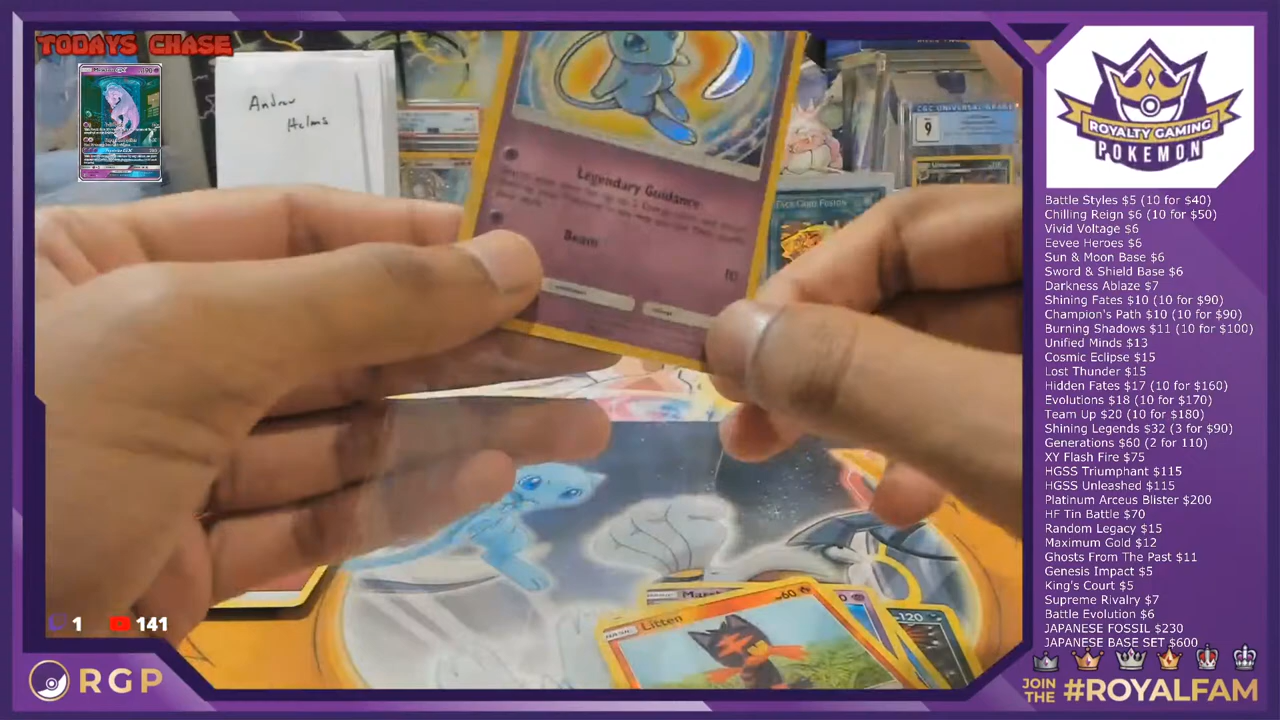 TODAYS CHASE
Andrew
Helms
Legendary Guidance
Beam
10
Litten
60
120
BASIC
9
1
141
RGP
ROYALTY GAMING
POKEMON
Battle Styles $5 (10 for $40)
Chilling Reign $6 (10 for $50)
Vivid Voltage $6
Eevee Heroes $6
Sun & Moon Base $6
Sword & Shield Base $6
Darkness Ablaze $7
Shining Fates $10 (10 for $90)
Champion's Path $10 (10 for $90)
Burning Shadows $11 (10 for $100)
Unified Minds $13
Cosmic Eclipse $15
Lost Thunder $15
Hidden Fates $17 (10 for $160)
Evolutions $18 (10 for $170)
Team Up $20 (10 for $180)
Shining Legends $32 (3 for $90)
Generations $60 (2 for 110)
XY Flash Fire $75
HGSS Triumphant $115
HGSS Unleashed $115
Platinum Arceus Blister $200
HF Tin Battle $70
Random Legacy $15
Maximum Gold $12
Ghosts From The Past $11
Genesis Impact $5
King's Court $5
Supreme Rivalry $7
Battle Evolution $6
JAPANESE FOSSIL $230
JAPANESE BASE SET $600
JOIN
THE #ROYALFAM